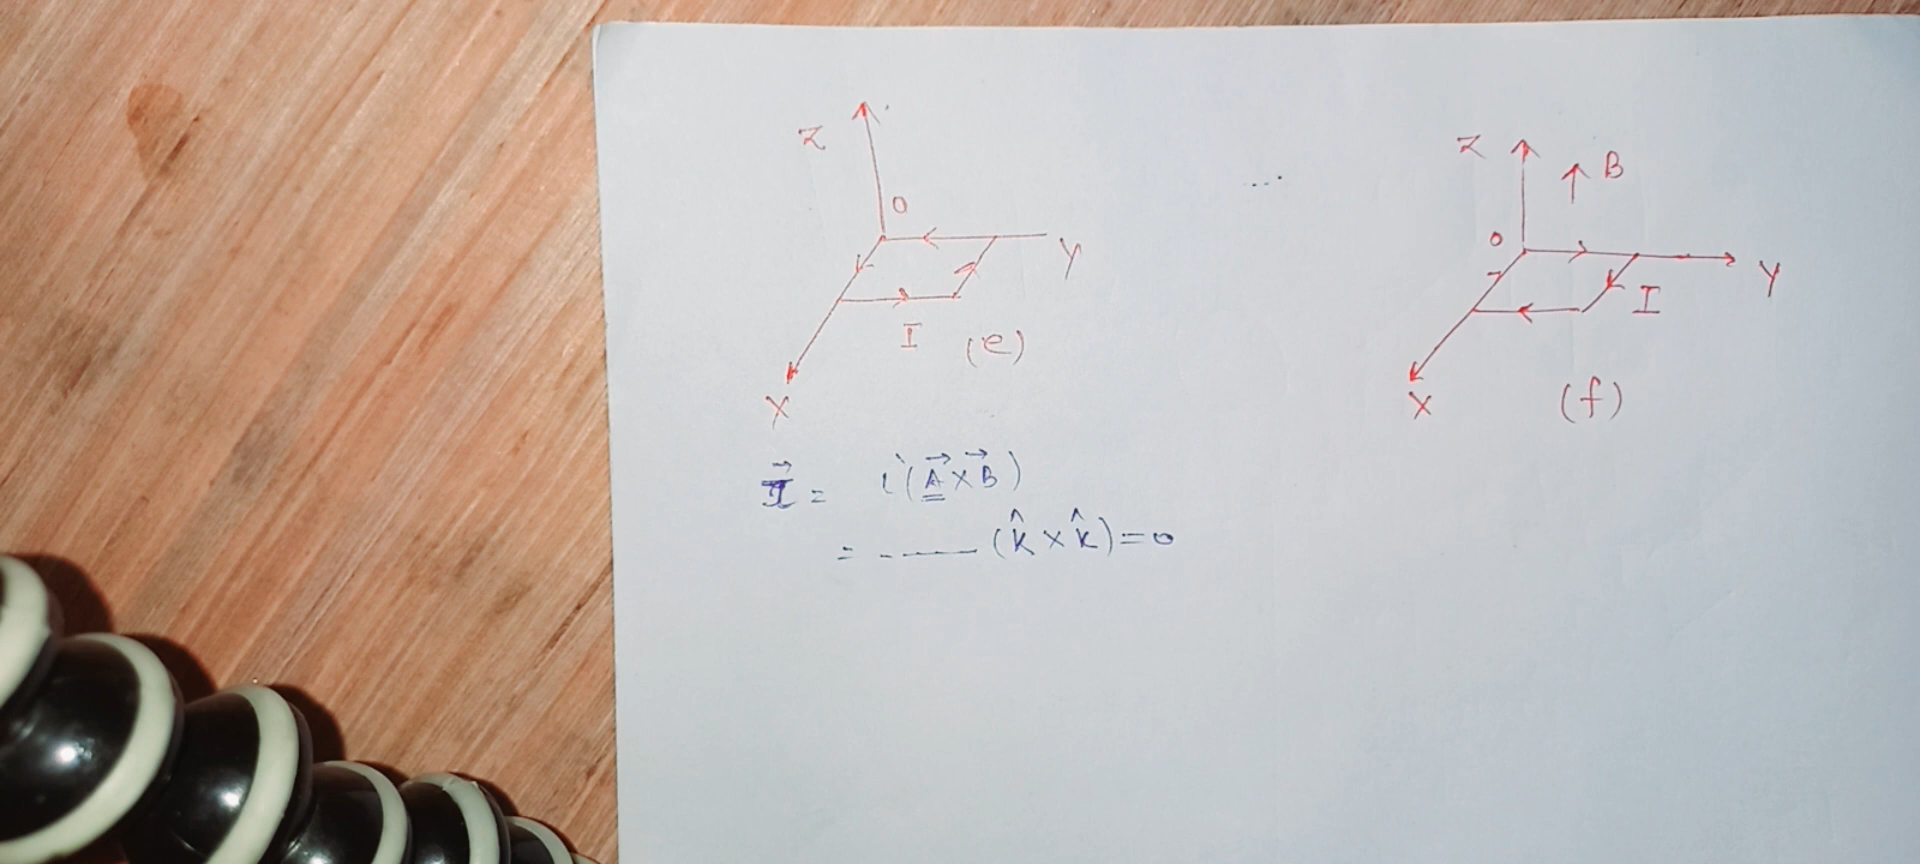 Z
O
Y
I
(e)
X
Z
B
O
Y
I
(f)
X
= i(A⃗ × B⃗)
= - —— (k̂ × k̂) = 0